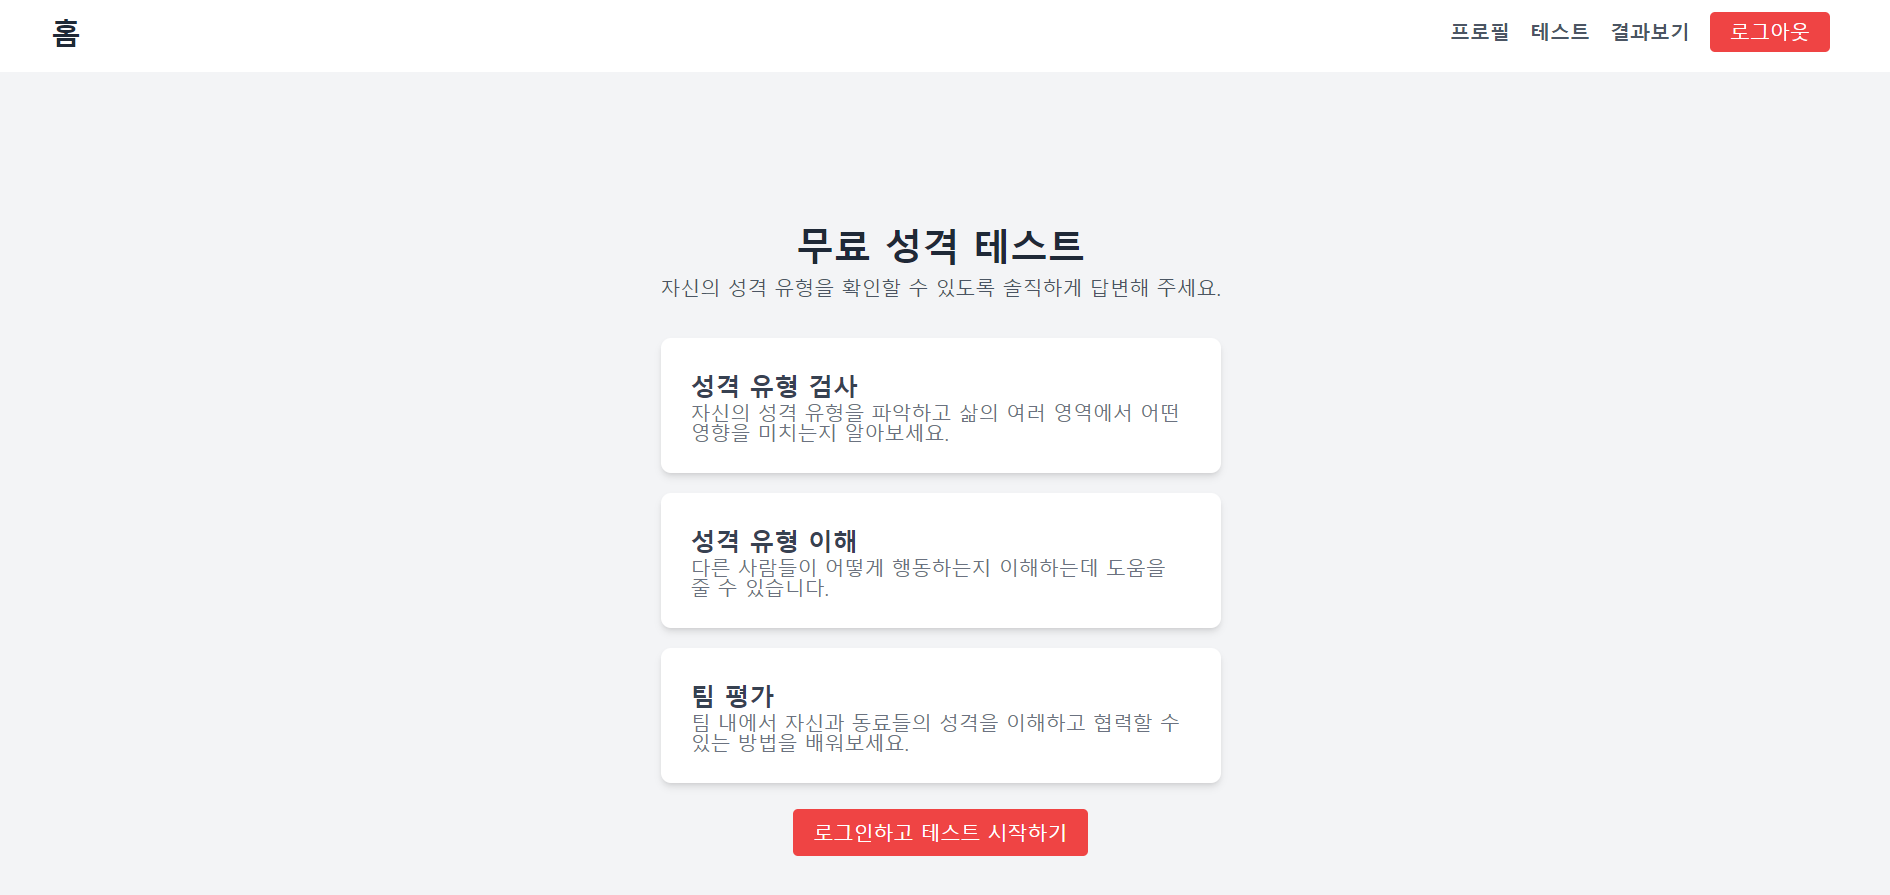 홈
프로필 테스트 결과보기 로그아웃
무료 성격 테스트
자신의 성격 유형을 확인할 수 있도록 솔직하게 답변해 주세요.
성격 유형 검사
자신의 성격 유형을 파악하고 삶의 여러 영역에서 어떤
영향을 미치는지 알아보세요.
성격 유형 이해
다른 사람들이 어떻게 행동하는지 이해하는데 도움을
줄 수 있습니다.
팀 평가
팀 내에서 자신과 동료들의 성격을 이해하고 협력할 수
있는 방법을 배워보세요.
로그인하고 테스트 시작하기